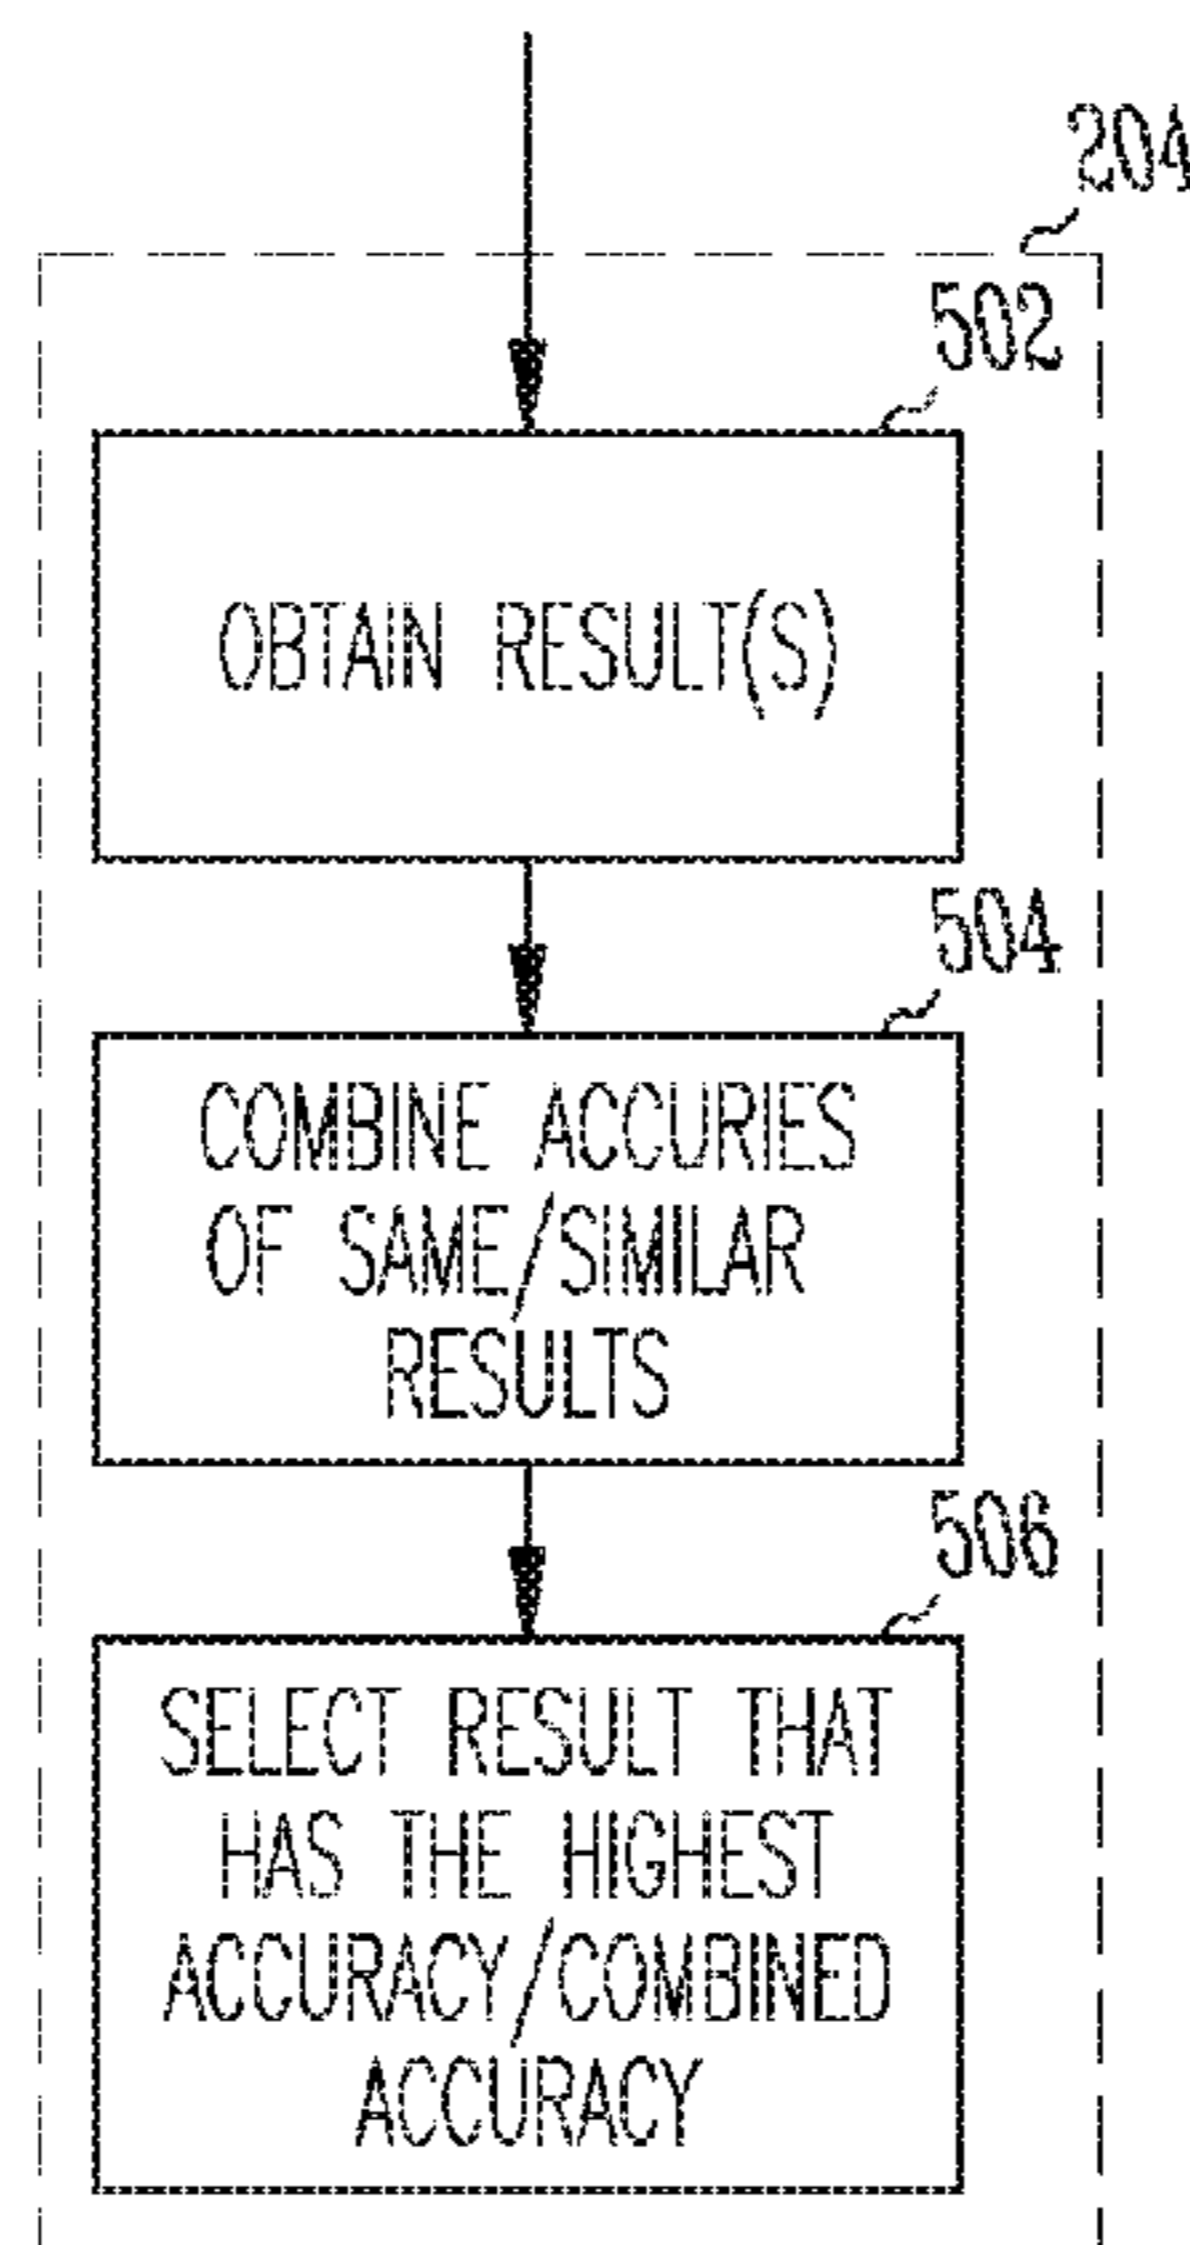 204
502
OBTAIN RESULT(S)
504
COMBINE ACCURIES
OF SAME/SIMILAR
RESULTS
506
SELECT RESULT THAT
HAS THE HIGHEST
ACCURACY/COMBINED
ACCURACY